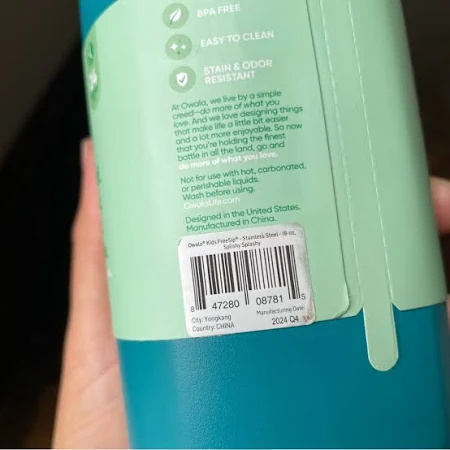 BPA FREE
EASY TO CLEAN
STAIN & ODOR
RESISTANT
At Owala, we live by a simple
creed—do more of what you
love. And we love designing things
that make life a little bit easier
and a lot more enjoyable. So now
that you're holding the finest
bottle in all the land, go and
do more of what you love.
Not for use with hot, carbonated,
or perishable liquids.
Wash before using.
OwalaLife.com
Designed in the United States.
Manufactured in China.
Owala® Kids FreeSip® - Stainless Steel - 16 oz.
Splishy Splashy
8 47280 08781 5
City: Yongkang
Country: CHINA
Manufacturing Date:
2024 Q4